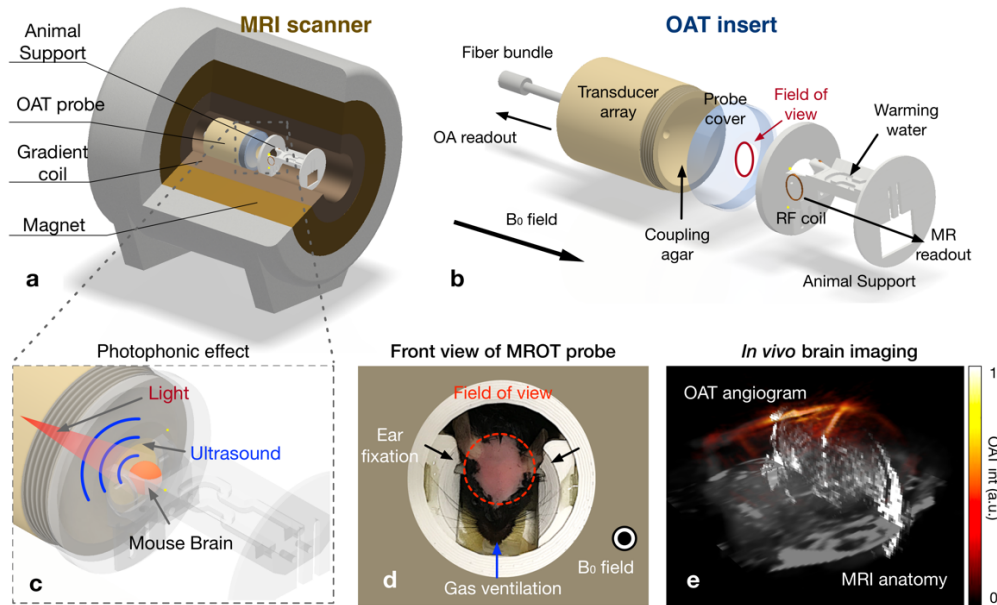 MRI scanner
Animal
Support
OAT probe
Gradient
coil
Magnet
a
OAT insert
Fiber bundle
Transducer
array
OA readout
Probe
cover
Field of
view
Warming
water
B₀ field
Coupling
agar
RF coil
MR
readout
Animal Support
b
Photophonic effect
Light
Ultrasound
Mouse Brain
c
Front view of MROT probe
Field of view
Ear
fixation
Gas ventilation
B₀ field
d
In vivo brain imaging
OAT angiogram
MRI anatomy
e
1
OAT int (a.u.)
0